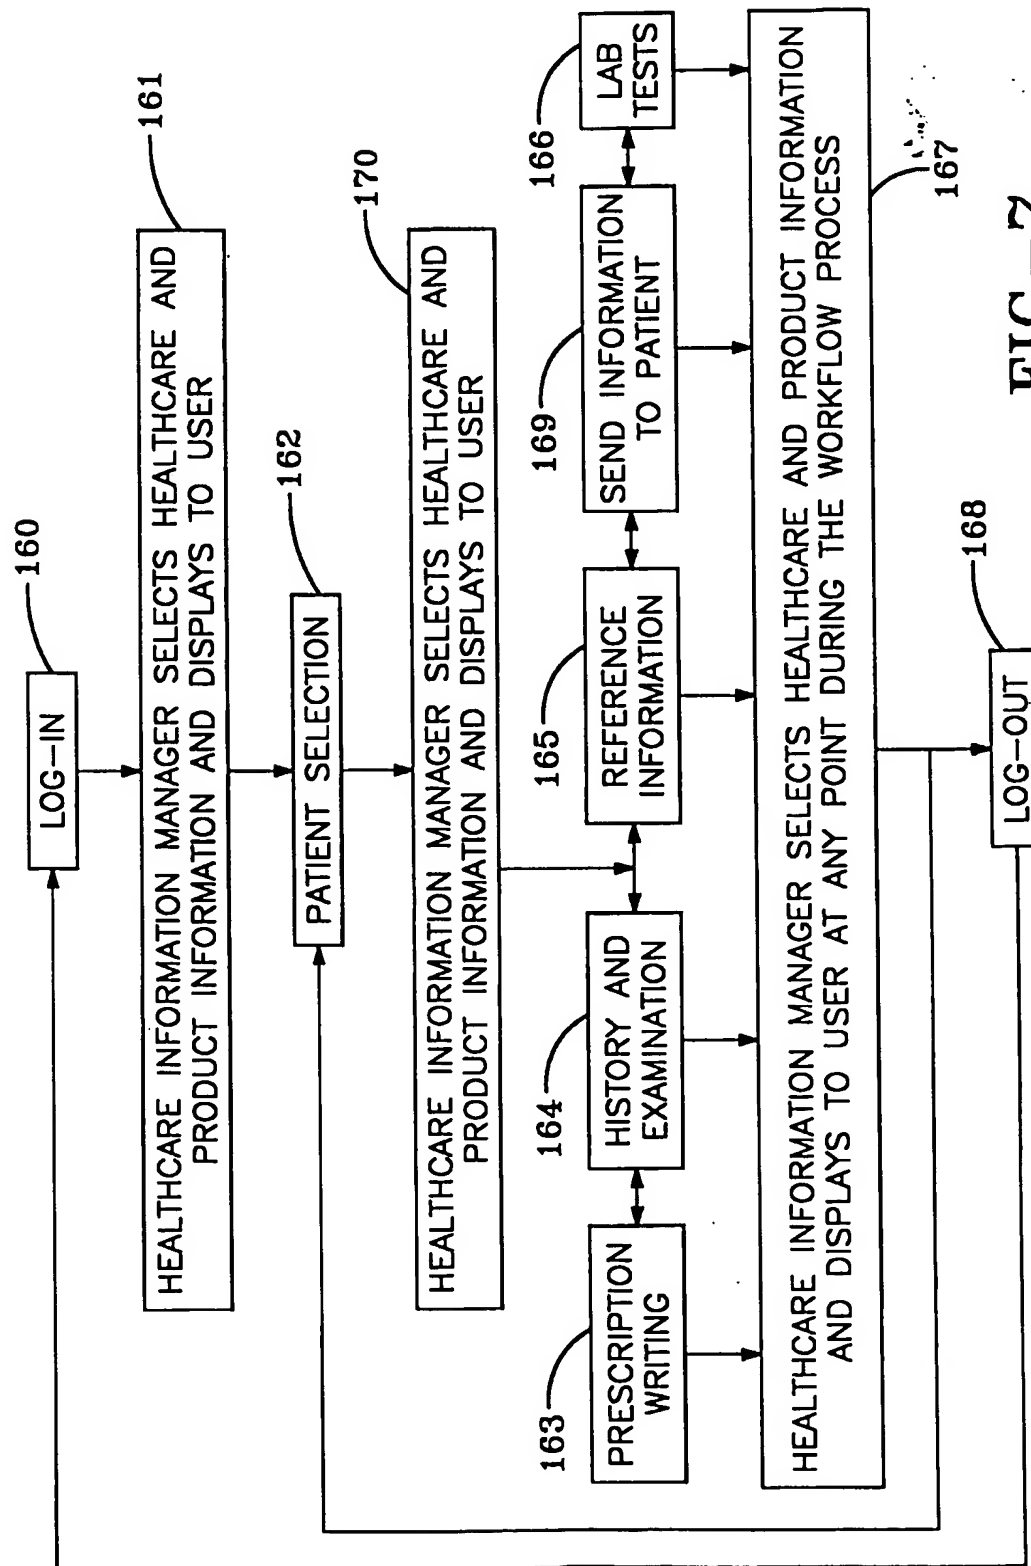 160
LOG-IN
161
HEALTHCARE INFORMATION MANAGER SELECTS HEALTHCARE AND
PRODUCT INFORMATION AND DISPLAYS TO USER
162
PATIENT SELECTION
170
HEALTHCARE INFORMATION MANAGER SELECTS HEALTHCARE AND
PRODUCT INFORMATION AND DISPLAYS TO USER
163
PRESCRIPTION
WRITING
164
HISTORY AND
EXAMINATION
165
REFERENCE
INFORMATION
169
SEND INFORMATION
TO PATIENT
166
LAB
TESTS
HEALTHCARE INFORMATION MANAGER SELECTS HEALTHCARE AND PRODUCT INFORMATION
AND DISPLAYS TO USER AT ANY POINT DURING THE WORKFLOW PROCESS
167
168
LOG-OUT
FIG-7